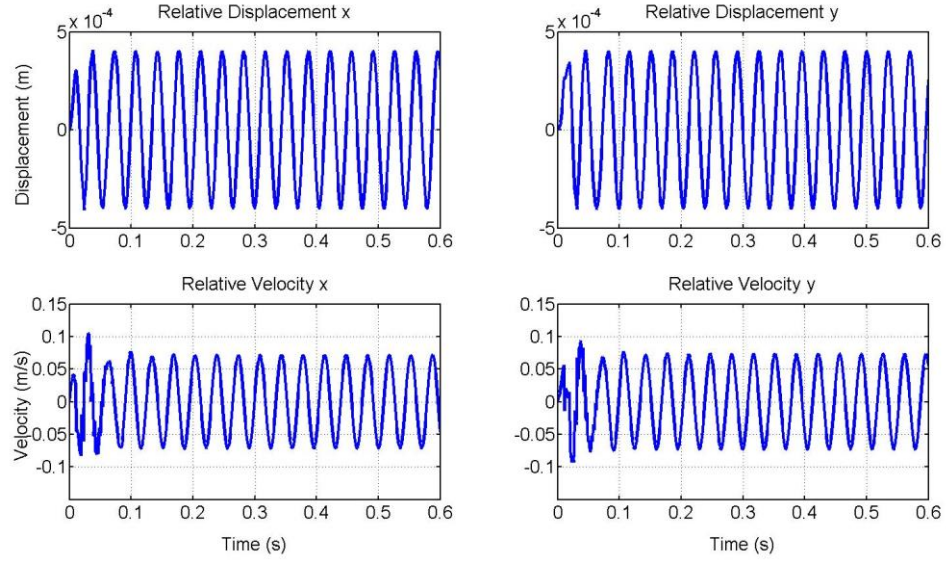 Relative Displacement x
x 10^-4
5
0
-5
Displacement (m)
0 0.1 0.2 0.3 0.4 0.5 0.6
Relative Displacement y
x 10^-4
5
0
-5
0 0.1 0.2 0.3 0.4 0.5 0.6
Relative Velocity x
0.15
0.1
0.05
0
-0.05
-0.1
Velocity (m/s)
0 0.1 0.2 0.3 0.4 0.5 0.6
Time (s)
Relative Velocity y
0.15
0.1
0.05
0
-0.05
-0.1
0 0.1 0.2 0.3 0.4 0.5 0.6
Time (s)